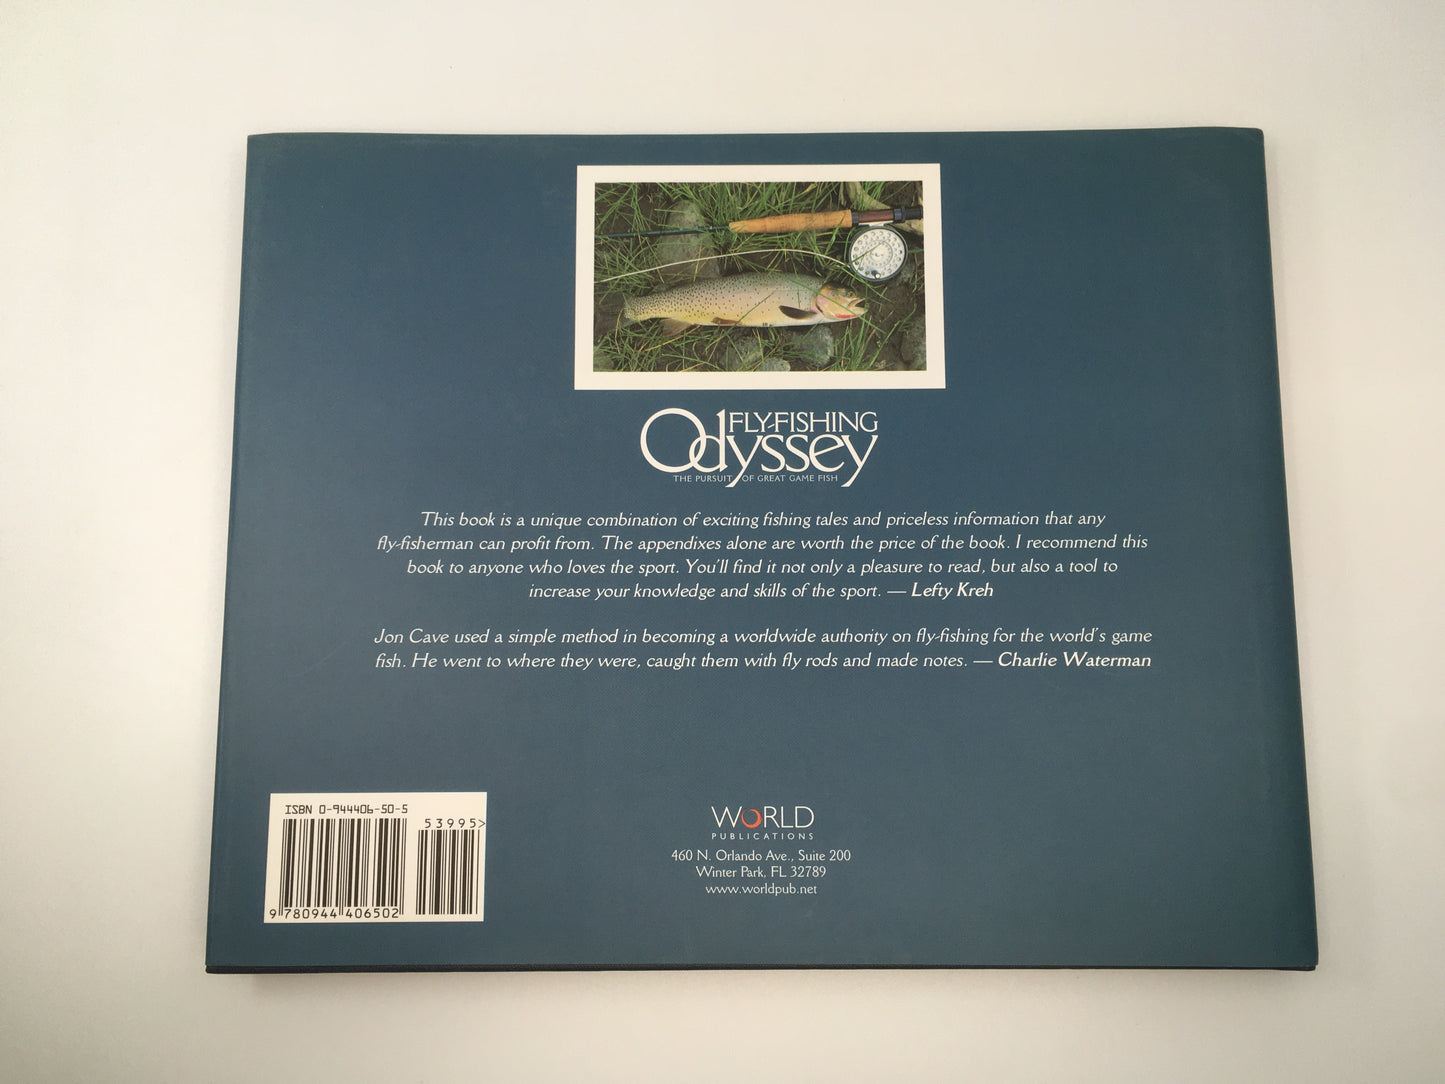 FLY-FISHING
Odyssey
THE PURSUIT OF GREAT GAME FISH
This book is a unique combination of exciting fishing tales and priceless information that any
fly-fisherman can profit from. The appendixes alone are worth the price of the book. I recommend this
book to anyone who loves the sport. You'll find it not only a pleasure to read, but also a tool to
increase your knowledge and skills of the sport. — Lefty Kreh
Jon Cave used a simple method in becoming a worldwide authority on fly-fishing for the world's game
fish. He went to where they were, caught them with fly rods and made notes. — Charlie Waterman
ISBN 0-944406-50-5
53995>
9 780944 406502
WORLD
PUBLICATIONS
460 N. Orlando Ave., Suite 200
Winter Park, FL 32789
www.worldpub.net